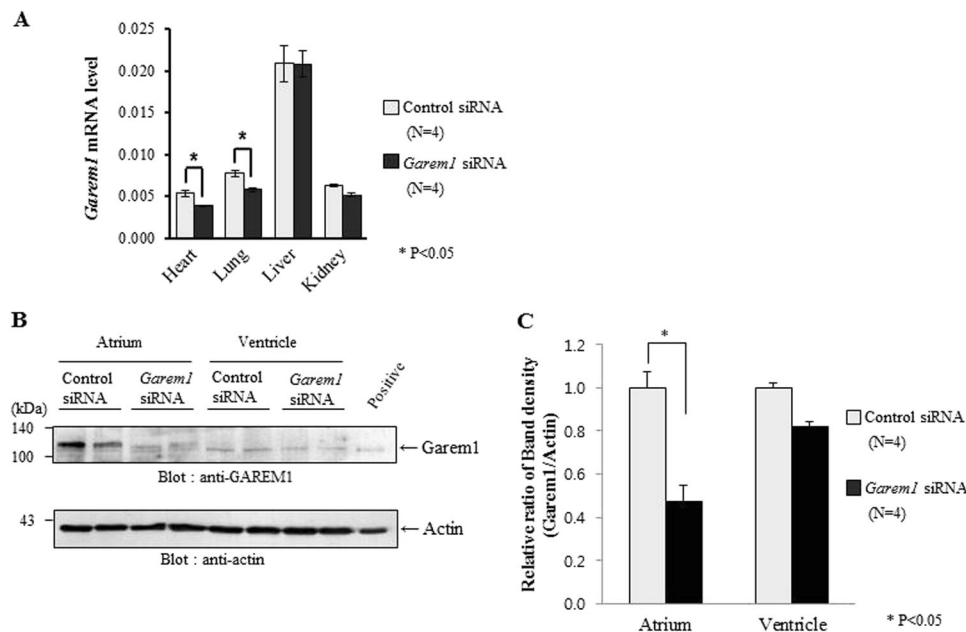 A
0.025
0.020
0.015
0.010
0.005
0.000
Garem1 mRNA level
*
*
Heart
Lung
Liver
Kidney
Control siRNA
(N=4)
Garem1 siRNA
(N=4)
* P<0.05
B
Atrium
Ventricle
Control
siRNA
Garem1
siRNA
Control
siRNA
Garem1
siRNA
Positive
(kDa)
140
100
←Garem1
Blot : anti-GAREM1
43
←Actin
Blot : anti-actin
C
Relative ratio of Band density
(Garem1/Actin)
1.2
1.0
0.8
0.6
0.4
0.2
0.0
*
Atrium
Ventricle
Control siRNA
(N=4)
Garem1 siRNA
(N=4)
* P<0.05